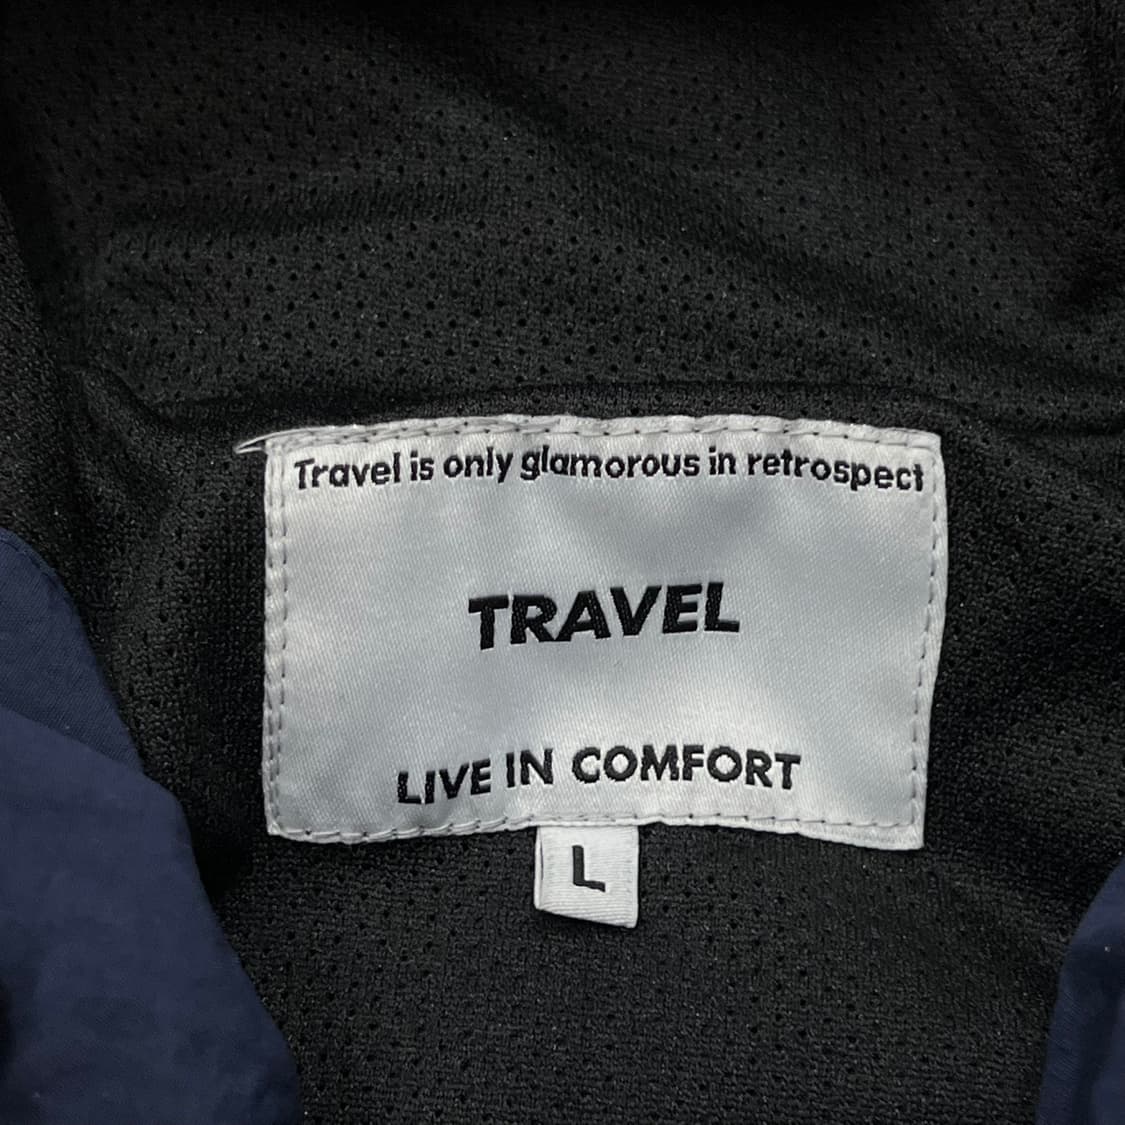 Travel is only glamorous in retrospect
TRAVEL
LIVE IN COMFORT
L